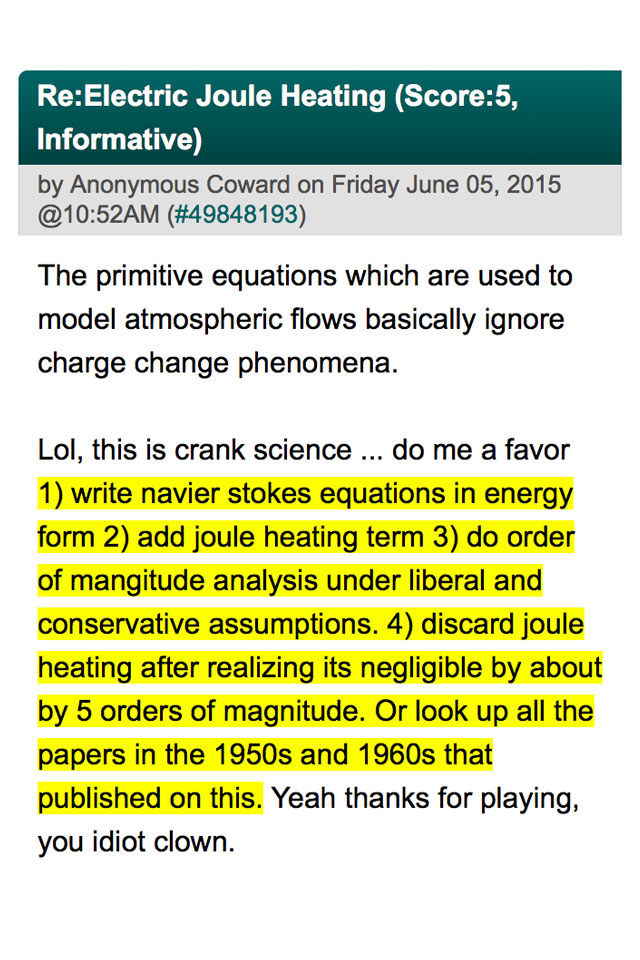 Re:Electric Joule Heating (Score:5,
Informative)
by Anonymous Coward on Friday June 05, 2015
@10:52AM (#49848193)
The primitive equations which are used to
model atmospheric flows basically ignore
charge change phenomena.
Lol, this is crank science ... do me a favor
1) write navier stokes equations in energy
form 2) add joule heating term 3) do order
of mangitude analysis under liberal and
conservative assumptions. 4) discard joule
heating after realizing its negligible by about
by 5 orders of magnitude. Or look up all the
papers in the 1950s and 1960s that
published on this. Yeah thanks for playing,
you idiot clown.